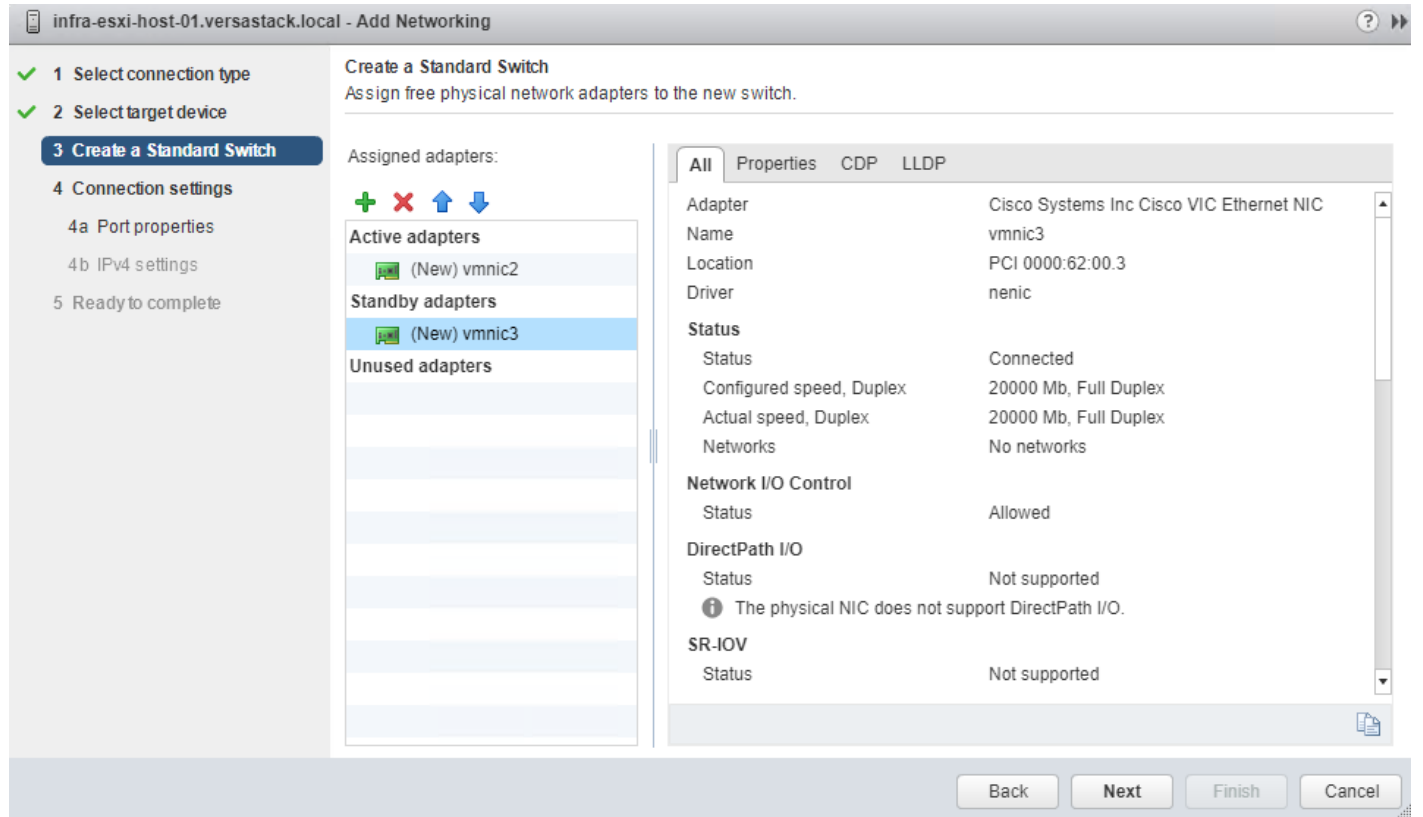 infra-esxi-host-01.versastack.local - Add Networking
1 Select connection type
2 Select target device
3 Create a Standard Switch
4 Connection settings
4a Port properties
4b IPv4 settings
5 Ready to complete
Create a Standard Switch
Assign free physical network adapters to the new switch.
Assigned adapters:
Active adapters
(New) vmnic2
Standby adapters
(New) vmnic3
Unused adapters
All Properties CDP LLDP
Adapter Cisco Systems Inc Cisco VIC Ethernet NIC
Name vmnic3
Location PCI 0000:62:00.3
Driver nenic
Status
Status Connected
Configured speed, Duplex 20000 Mb, Full Duplex
Actual speed, Duplex 20000 Mb, Full Duplex
Networks No networks
Network I/O Control
Status Allowed
DirectPath I/O
Status Not supported
The physical NIC does not support DirectPath I/O.
SR-IOV
Status Not supported
Back Next Finish Cancel